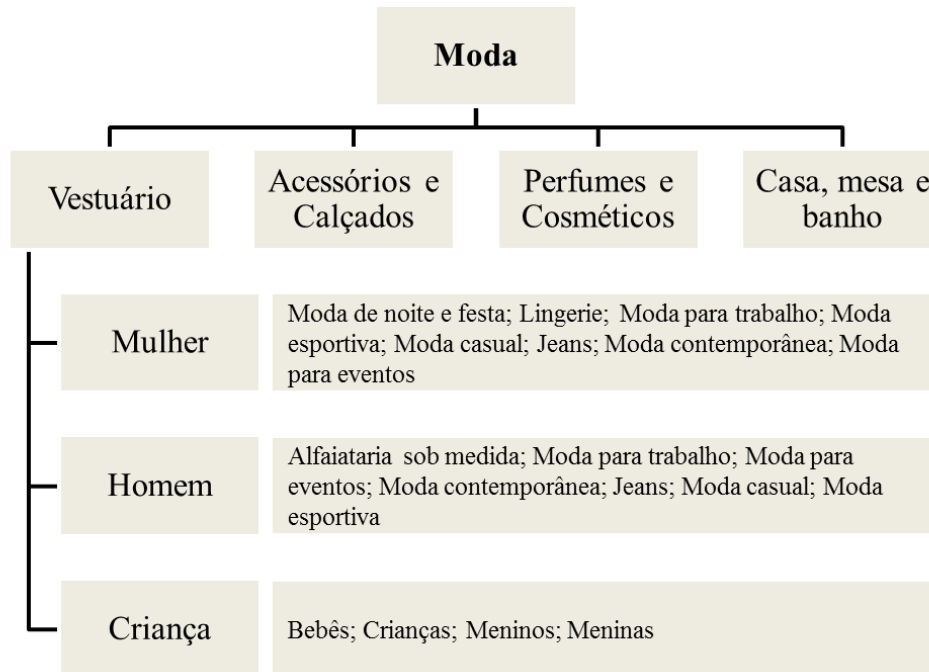 Moda
Vestuário
Acessórios e
Calçados
Perfumes e
Cosméticos
Casa, mesa e
banho
Mulher
Moda de noite e festa; Lingerie; Moda para trabalho; Moda
esportiva; Moda casual; Jeans; Moda contemporânea; Moda
para eventos
Homem
Alfaiataria sob medida; Moda para trabalho; Moda para
eventos; Moda contemporânea; Jeans; Moda casual; Moda
esportiva
Criança
Bebês; Crianças; Meninos; Meninas